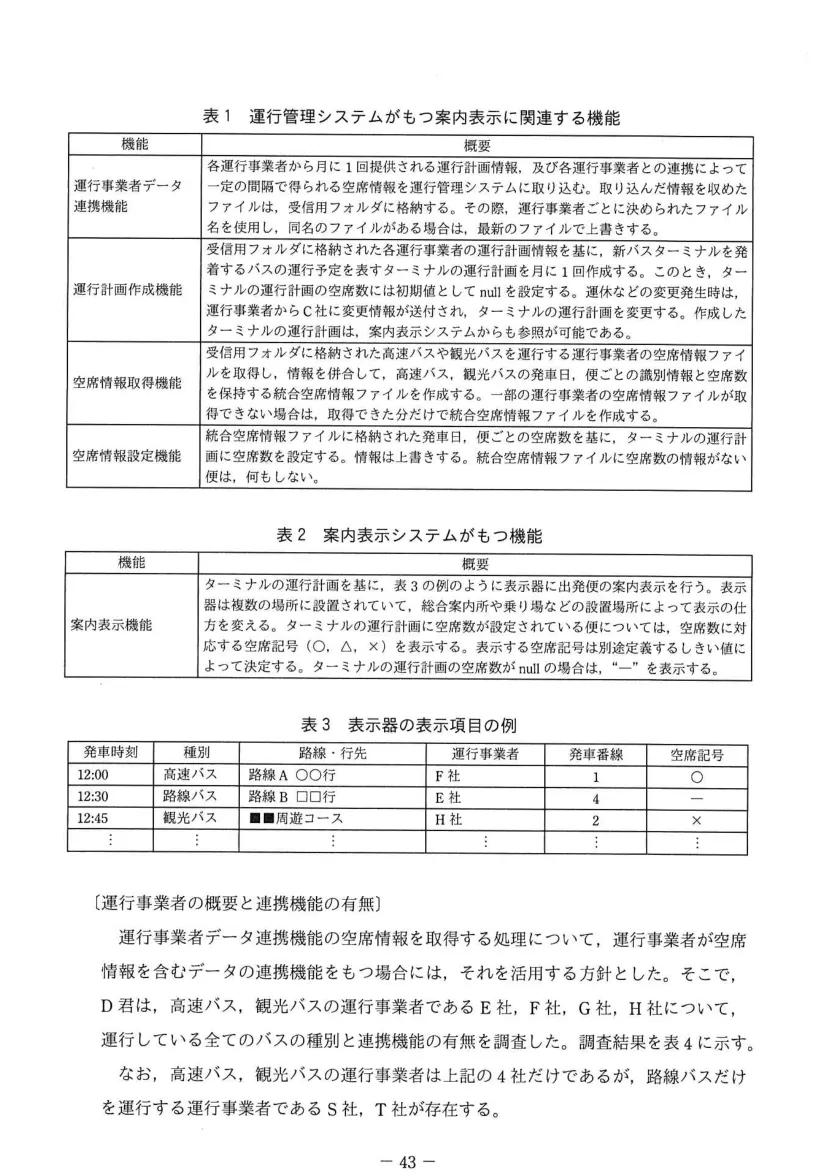 表1 運行管理システムがもつ案内表示に関連する機能
機能 概要
運行事業者データ
連携機能
各運行事業者から月に1回提供される運行計画情報，及び各運行事業者との連携によって
一定の間隔で得られる空席情報を運行管理システムに取り込む。取り込んだ情報を収めた
ファイルは，受信用フォルダに格納する。その際，運行事業者ごとに決められたファイル
名を使用し，同名のファイルがある場合は，最新のファイルで上書きする。
運行計画作成機能
受信用フォルダに格納された各運行事業者の運行計画情報を基に，新バスターミナルを発
着するバスの運行予定を表すターミナルの運行計画を月に1回作成する。このとき，ター
ミナルの運行計画の空席数には初期値として null を設定する。運休などの変更発生時は，
運行事業者からC社に変更情報が送付され，ターミナルの運行計画を変更する。作成した
ターミナルの運行計画は，案内表示システムからも参照が可能である。
空席情報取得機能
受信用フォルダに格納された高速バスや観光バスを運行する運行事業者の空席情報ファイ
ルを取得し，情報を併合して，高速バス，観光バスの発車日，便ごとの識別情報と空席数
を保持する統合空席情報ファイルを作成する。一部の運行事業者の空席情報ファイルが取
得できない場合は，取得できた分だけで統合空席情報ファイルを作成する。
空席情報設定機能
統合空席情報ファイルに格納された発車日，便ごとの空席数を基に，ターミナルの運行計
画に空席数を設定する。情報は上書きする。統合空席情報ファイルに空席数の情報がない
便は，何もしない。
表2 案内表示システムがもつ機能
機能 概要
案内表示機能
ターミナルの運行計画を基に，表3の例のように表示器に出発便の案内表示を行う。表示
器は複数の場所に設置されていて，総合案内所や乗り場などの設置場所によって表示の仕
方を変える。ターミナルの運行計画に空席数が設定されている便については，空席数に対
応する空席記号（○，△，×）を表示する。表示する空席記号は別途定義するしきい値に
よって決定する。ターミナルの運行計画の空席数が null の場合は，“―”を表示する。
表3 表示器の表示項目の例
発車時刻 種別 路線・行先 運行事業者 発車番線 空席記号
12:00 高速バス 路線A ○○行 F社 1 ○
12:30 路線バス 路線B □□行 E社 4 ―
12:45 観光バス ■■周遊コース H社 2 ×
⋮ ⋮ ⋮ ⋮ ⋮ ⋮
〔運行事業者の概要と連携機能の有無〕
運行事業者データ連携機能の空席情報を取得する処理について，運行事業者が空席
情報を含むデータの連携機能をもつ場合には，それを活用する方針とした。そこで，
D君は，高速バス，観光バスの運行事業者であるE社，F社，G社，H社について，
運行している全てのバスの種別と連携機能の有無を調査した。調査結果を表4に示す。
なお，高速バス，観光バスの運行事業者は上記の4社だけであるが，路線バスだけ
を運行する運行事業者であるS社，T社が存在する。
－ 43 －